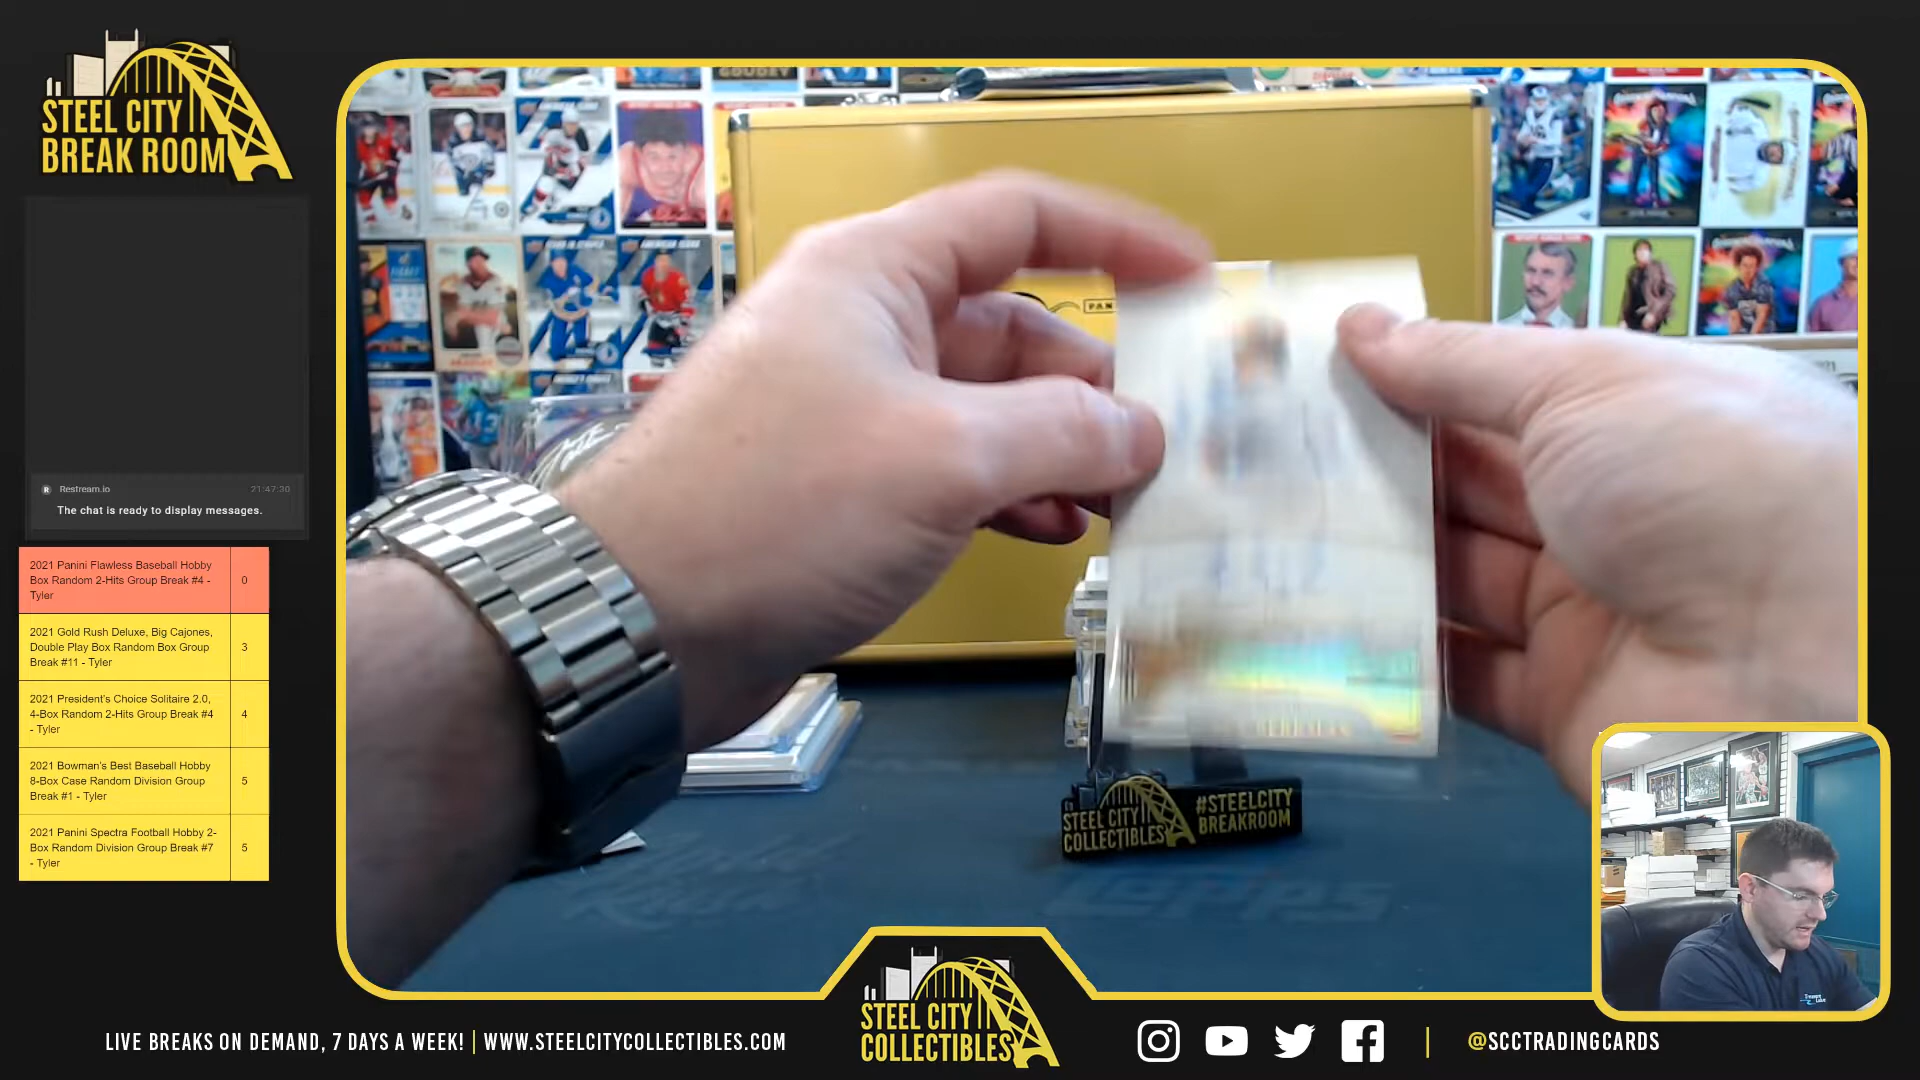 STEEL CITY
BREAK ROOM
Restream.io 21:47:30
The chat is ready to display messages.
2021 Panini Flawless Baseball Hobby
Box Random 2-Hits Group Break #4 -
Tyler
0
2021 Gold Rush Deluxe, Big Cajones,
Double Play Box Random Box Group
Break #11 - Tyler
3
2021 President's Choice Solitaire 2.0,
4-Box Random 2-Hits Group Break #4
- Tyler
4
2021 Bowman's Best Baseball Hobby
8-Box Case Random Division Group
Break #1 - Tyler
5
2021 Panini Spectra Football Hobby 2-
Box Random Division Group Break #7
- Tyler
5
GOUDEY
PANI
STEEL CITY
COLLECTIBLES
#STEELCITY
BREAKROOM
Topps
STEEL CITY
COLLECTIBLES
LIVE BREAKS ON DEMAND, 7 DAYS A WEEK! | WWW.STEELCITYCOLLECTIBLES.COM
@SCCTRADINGCARDS